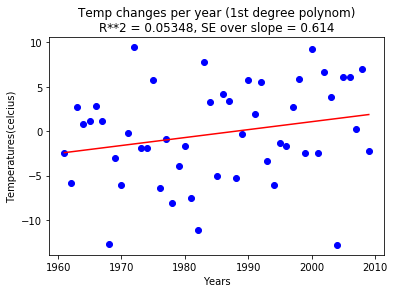 Temp changes per year (1st degree polynom)
R**2 = 0.05348, SE over slope = 0.614
10
5
0
−5
−10
Temperatures(celcius)
1960 1970 1980 1990 2000 2010
Years